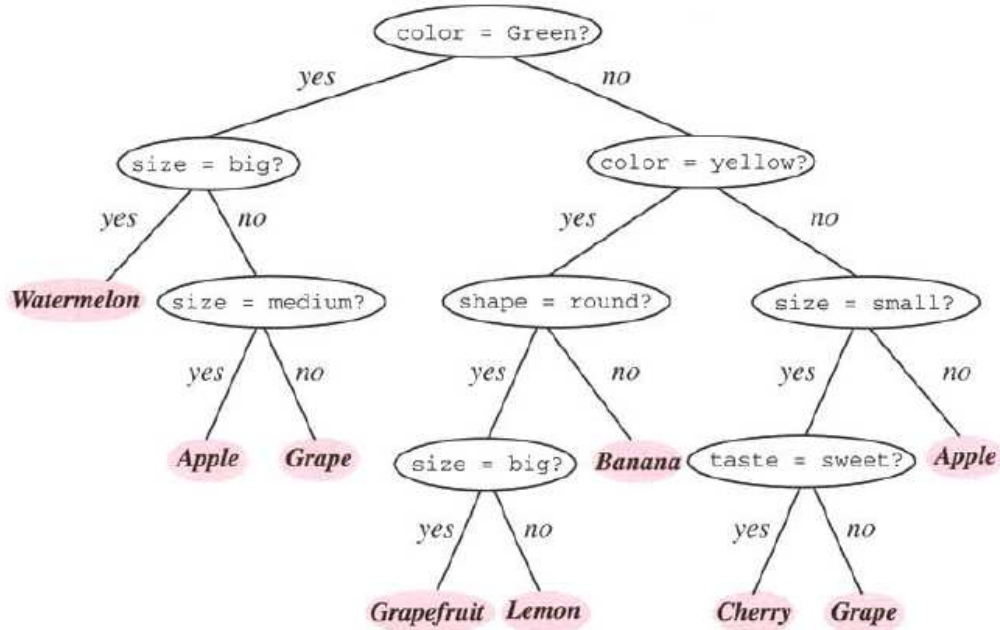 color = Green?
yes
no
size = big?
color = yellow?
yes
no
yes
no
Watermelon
size = medium?
shape = round?
size = small?
yes
no
yes
no
yes
no
Apple
Grape
size = big?
Banana
taste = sweet?
Apple
yes
no
yes
no
Grapefruit
Lemon
Cherry
Grape